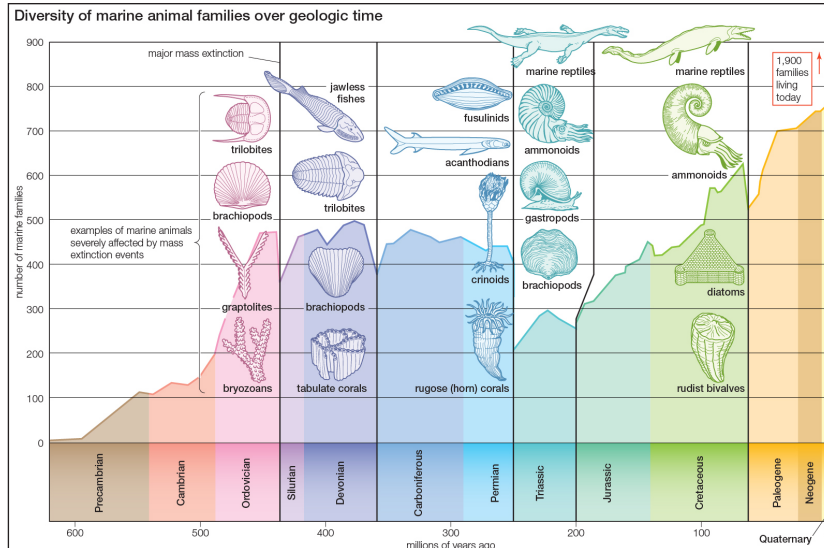 Diversity of marine animal families over geologic time
major mass extinction
number of marine families
900
800
700
600
500
400
300
200
100
0
examples of marine animals
severely affected by mass
extinction events
trilobites
brachiopods
graptolites
bryozoans
jawless
fishes
trilobites
brachiopods
tabulate corals
fusulinids
acanthodians
crinoids
rugose (horn) corals
marine reptiles
ammonoids
gastropods
brachiopods
marine reptiles
ammonoids
diatoms
rudist bivalves
1,900
families
living
today
Precambrian
Cambrian
Ordovician
Silurian
Devonian
Carboniferous
Permian
Triassic
Jurassic
Cretaceous
Paleogene
Neogene
Quaternary
600
500
400
300
200
100
millions of years ago